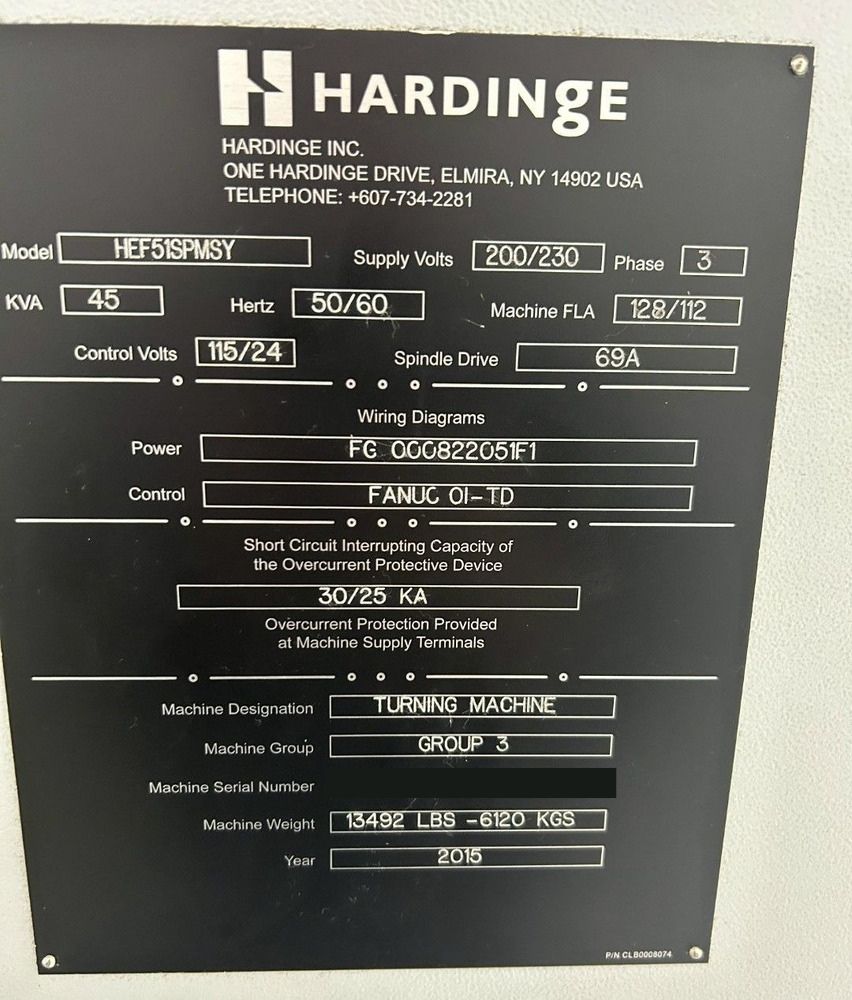 HARDINgE
HARDINGE INC.
ONE HARDINGE DRIVE, ELMIRA, NY 14902 USA
TELEPHONE: +607-734-2281
Model HEF51SPMSY Supply Volts 200/230 Phase 3
KVA 45 Hertz 50/60 Machine FLA 128/112
Control Volts 115/24 Spindle Drive 69A
Wiring Diagrams
Power FG 000822051F1
Control FANUC OI-TD
Short Circuit Interrupting Capacity of
the Overcurrent Protective Device
30/25 KA
Overcurrent Protection Provided
at Machine Supply Terminals
Machine Designation TURNING MACHINE
Machine Group GROUP 3
Machine Serial Number
Machine Weight 13492 LBS -6120 KGS
Year 2015
P/N CLB0008074